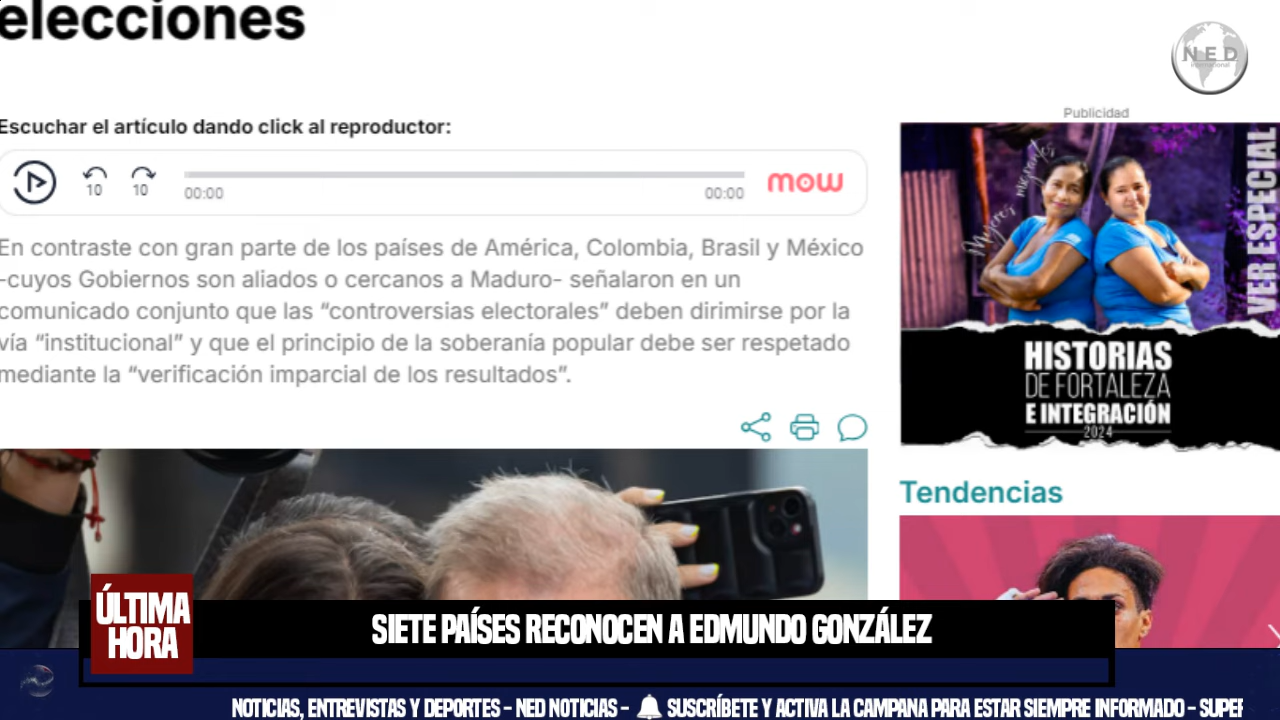 elecciones
NED
international
Escuchar el artículo dando click al reproductor:
10
10
00:00
00:00
mow
En contraste con gran parte de los países de América, Colombia, Brasil y México
-cuyos Gobiernos son aliados o cercanos a Maduro- señalaron en un
comunicado conjunto que las “controversias electorales” deben dirimirse por la
vía “institucional” y que el principio de la soberanía popular debe ser respetado
mediante la “verificación imparcial de los resultados”.
Publicidad
Mujeres migrantes
VER ESPECIAL
HISTORIAS
DE FORTALEZA
E INTEGRACIÓN
2024
Tendencias
ÚLTIMA
HORA
SIETE PAÍSES RECONOCEN A EDMUNDO GONZÁLEZ
NOTICIAS, ENTREVISTAS Y DEPORTES - NED NOTICIAS - SUSCRÍBETE Y ACTIVA LA CAMPANA PARA ESTAR SIEMPRE INFORMADO - SUPER